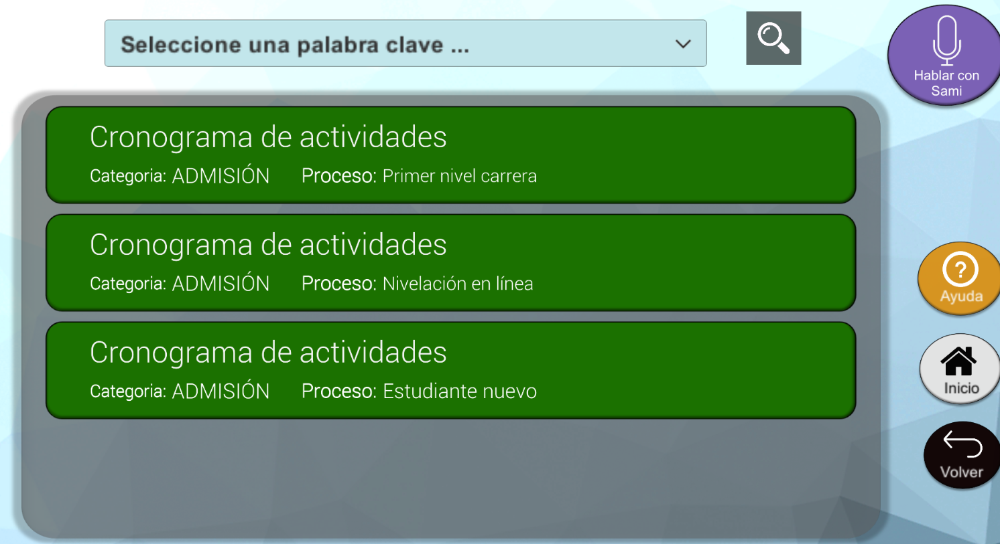 Seleccione una palabra clave ...
Hablar con
Sami
Cronograma de actividades
Categoria: ADMISIÓN Proceso: Primer nivel carrera
Cronograma de actividades
Categoria: ADMISIÓN Proceso: Nivelación en línea
Cronograma de actividades
Categoria: ADMISIÓN Proceso: Estudiante nuevo
?
Ayuda
Inicio
Volver